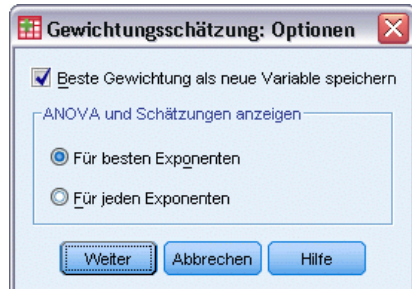 Gewichtungsschätzung: Optionen
Beste Gewichtung als neue Variable speichern
ANOVA und Schätzungen anzeigen
Für besten Exponenten
Für jeden Exponenten
Weiter Abbrechen Hilfe